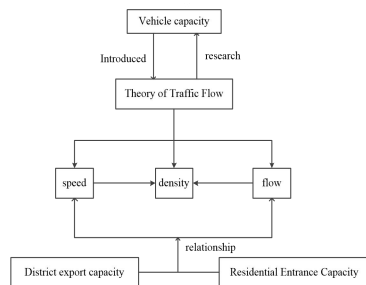 Vehicle capacity
Introduced
research
Theory of Traffic Flow
speed
density
flow
relationship
District export capacity
Residential Entrance Capacity